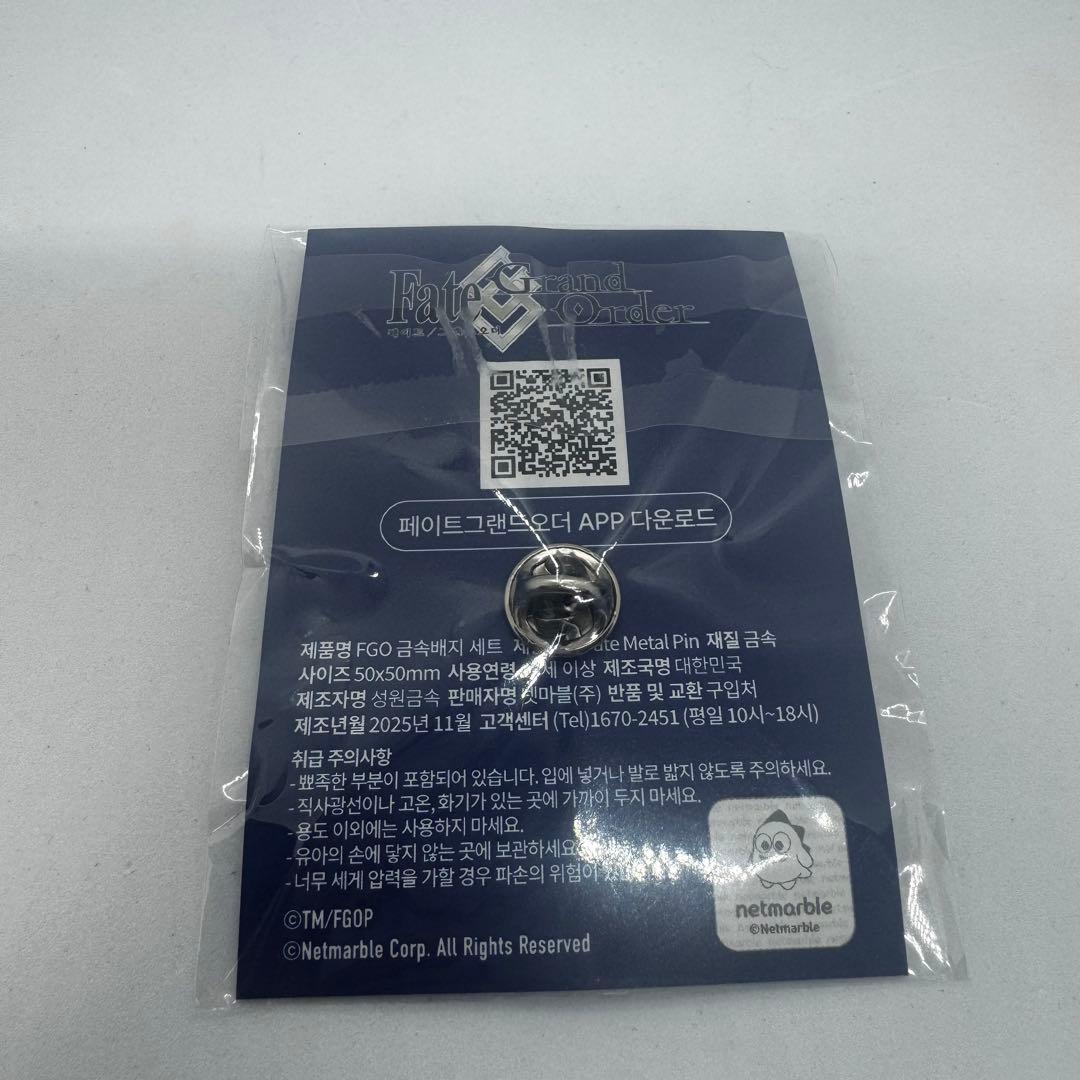 Fate Grand Order
페이트그랜드오더 APP 다운로드
제품명 FGO 금속배지 세트 Metal Pin 재질 금속
사이즈 50x50mm 사용연령 이상 제조국명 대한민국
제조자명 성원금속 판매자명 넷마블(주) 반품 및 교환 구입처
제조년월 2025년 11월 고객센터 (Tel)1670-2451 (평일 10시~18시)
취급 주의사항
- 뾰족한 부분이 포함되어 있습니다. 입에 넣거나 발로 밟지 않도록 주의하세요.
- 직사광선이나 고온, 화기가 있는 곳에 가까이 두지 마세요.
- 용도 이외에는 사용하지 마세요.
- 유아의 손에 닿지 않는 곳에 보관하세요
- 너무 세게 압력을 가할 경우 파손의 위험이
©TM/FGOP
©Netmarble Corp. All Rights Reserved
netmarble
©Netmarble